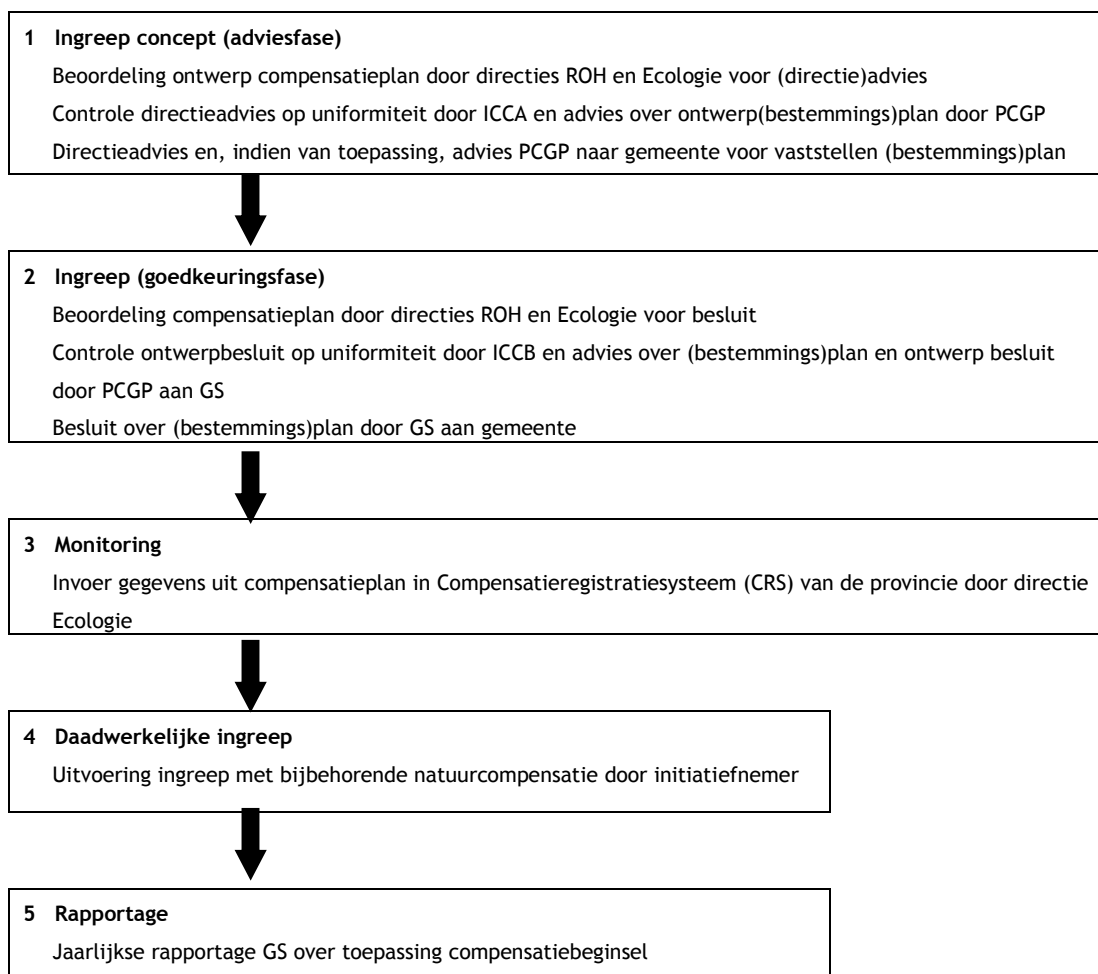 1 Ingreep concept (adviesfase)
Beoordeling ontwerp compensatieplan door directies ROH en Ecologie voor (directie)advies
Controle directieadvies op uniformiteit door ICCA en advies over ontwerp(bestemmings)plan door PCGP
Directieadvies en, indien van toepassing, advies PCGP naar gemeente voor vaststellen (bestemmings)plan
2 Ingreep (goedkeuringsfase)
Beoordeling compensatieplan door directies ROH en Ecologie voor besluit
Controle ontwerpbesluit op uniformiteit door ICCB en advies over (bestemmings)plan en ontwerp besluit
door PCGP aan GS
Besluit over (bestemmings)plan door GS aan gemeente
3 Monitoring
Invoer gegevens uit compensatieplan in Compensatieregistratiesysteem (CRS) van de provincie door directie
Ecologie
4 Daadwerkelijke ingreep
Uitvoering ingreep met bijbehorende natuurcompensatie door initiatiefnemer
5 Rapportage
Jaarlijkse rapportage GS over toepassing compensatiebeginsel